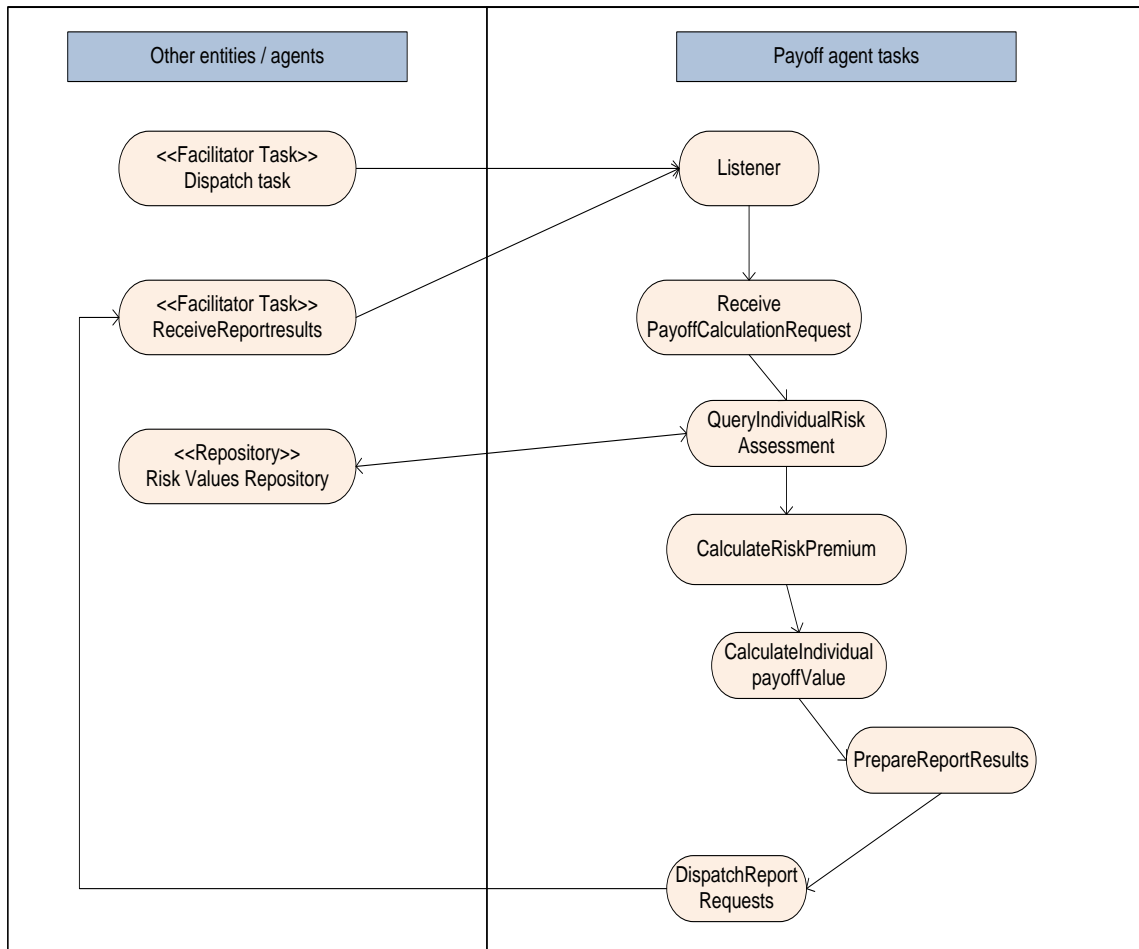 Other entities / agents
Payoff agent tasks
<<Facilitator Task>>
Dispatch task
Listener
<<Facilitator Task>>
ReceiveReportresults
Receive
PayoffCalculationRequest
<<Repository>>
Risk Values Repository
QueryIndividualRisk
Assessment
CalculateRiskPremium
CalculateIndividual
payoffValue
PrepareReportResults
DispatchReport
Requests